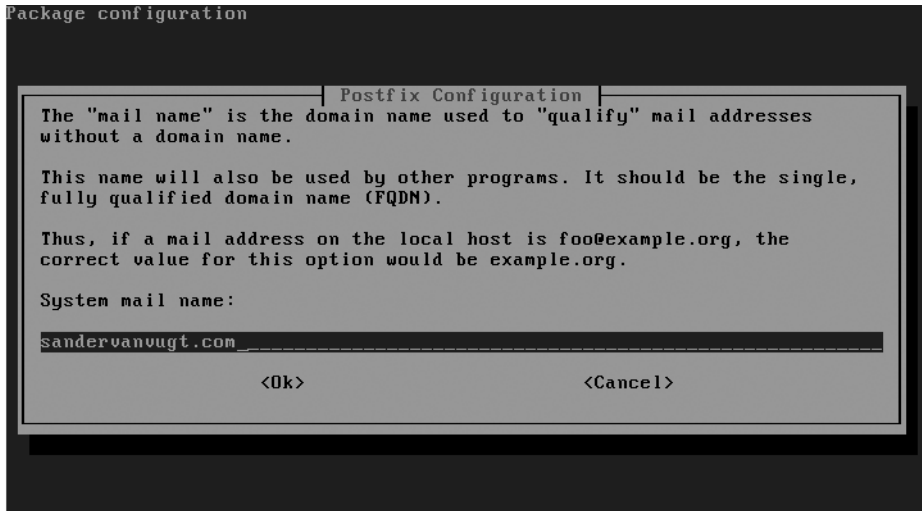 Package configuration
Postfix Configuration
The "mail name" is the domain name used to "qualify" mail addresses
without a domain name.
This name will also be used by other programs. It should be the single,
fully qualified domain name (FQDN).
Thus, if a mail address on the local host is foo@example.org, the
correct value for this option would be example.org.
System mail name:
sandervanvugt.com
<Ok> <Cancel>